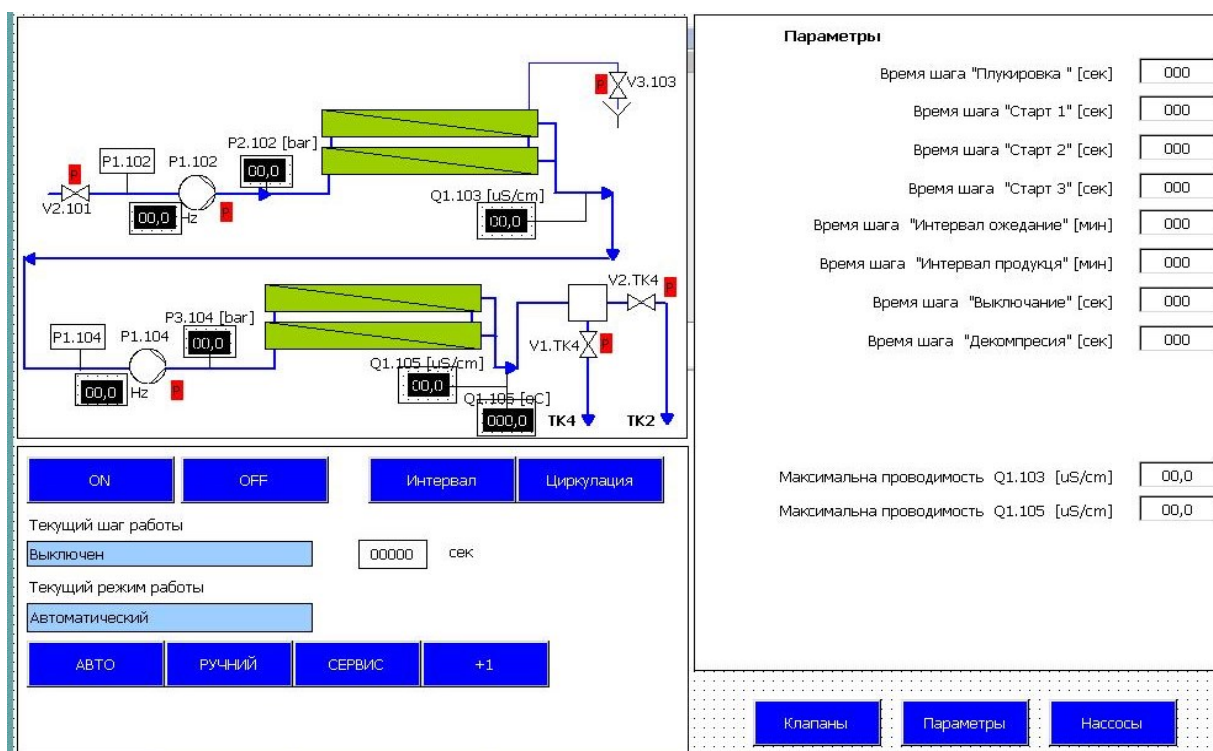 P
V3.103
P2.102 [bar]
P1.102
P1.102
00,0
P
V2.101
00,0
Hz
P
Q1.103 [uS/cm]
00,0
V2.TK4
P
P3.104 [bar]
P1.104
P1.104
00,0
V1.TK4
P
Q1.105 [uS/cm]
00,0
Hz
P
00,0
Q1.105 [oC]
000,0
TK4
TK2
ON
OFF
Интервал
Циркулация
Текущий шаг работы
Выключен
00000
сек
Текущий режим работы
Автоматический
АВТО
РУЧНИЙ
СЕРВИС
+1
Параметры
Время шага "Плукировка " [сек] 000
Время шага "Старт 1" [сек] 000
Время шага "Старт 2" [сек] 000
Время шага "Старт 3" [сек] 000
Время шага "Интервал ожедание" [мин] 000
Время шага "Интервал продукця" [мин] 000
Время шага "Выключание" [сек] 000
Время шага "Декомпресия" [сек] 000
Максимальна проводимость Q1.103 [uS/cm] 00,0
Максимальна проводимость Q1.105 [uS/cm] 00,0
Клапаны
Параметры
Нассосы